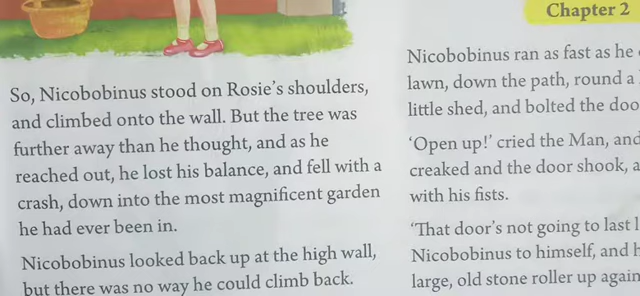 So, Nicobobinus stood on Rosie's shoulders,
and climbed onto the wall. But the tree was
further away than he thought, and as he
reached out, he lost his balance, and fell with a
crash, down into the most magnificent garden
he had ever been in.
Nicobobinus looked back up at the high wall,
but there was no way he could climb back.
Chapter 2
Nicobobinus ran as fast as he
lawn, down the path, round a
little shed, and bolted the doo
'Open up!' cried the Man, and
creaked and the door shook, a
with his fists.
'That door's not going to last l
Nicobobinus to himself, and h
large, old stone roller up again